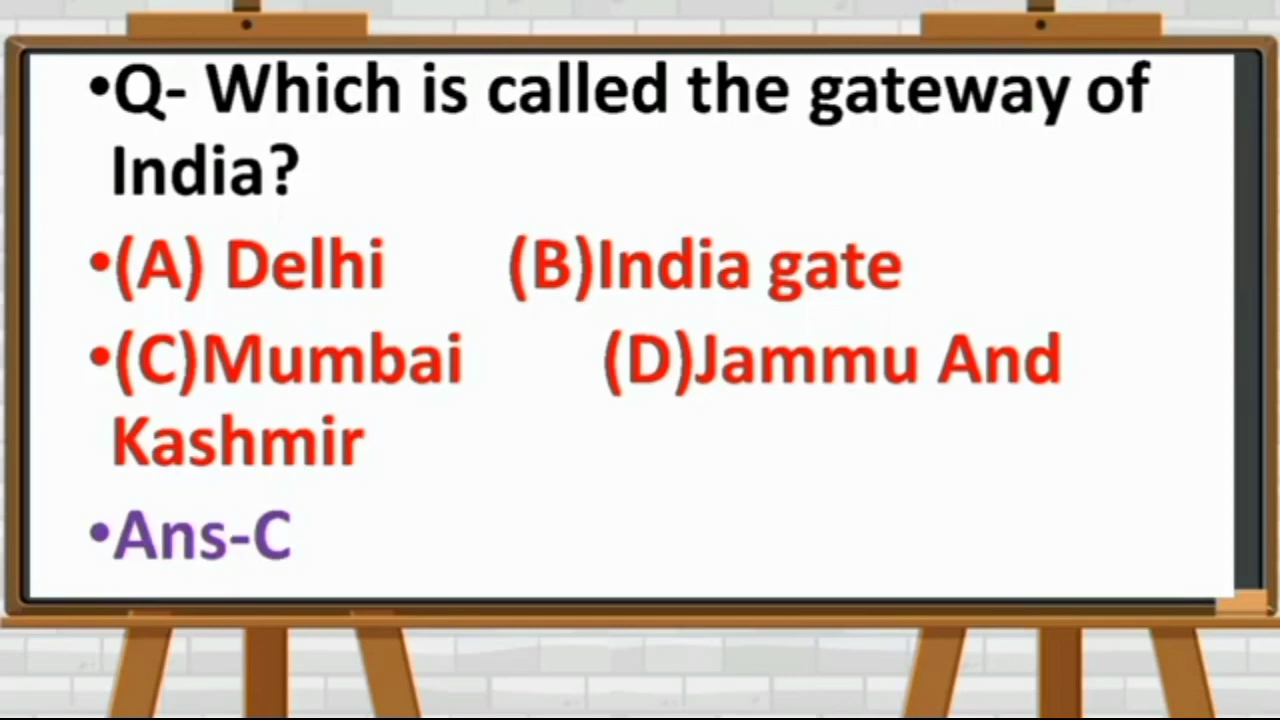 •Q- Which is called the gateway of
India?
•(A) Delhi (B)India gate
•(C)Mumbai (D)Jammu And
Kashmir
•Ans-C